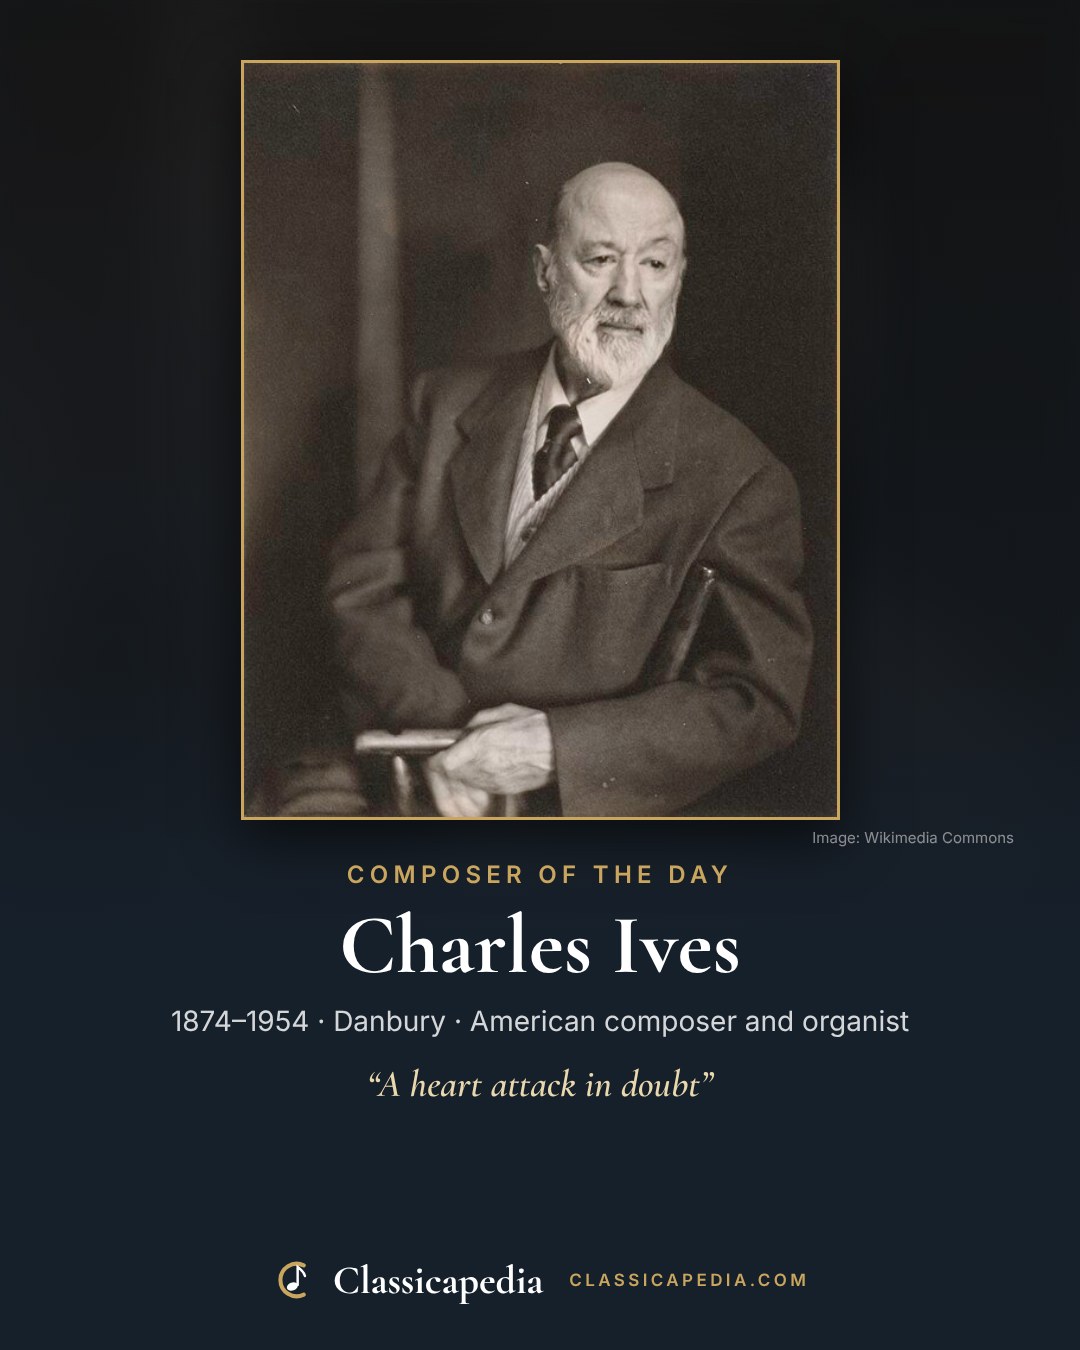 Image: Wikimedia Commons
COMPOSER OF THE DAY
Charles Ives
1874–1954 · Danbury · American composer and organist
“A heart attack in doubt”
Classicapedia CLASSICAPEDIA.COM